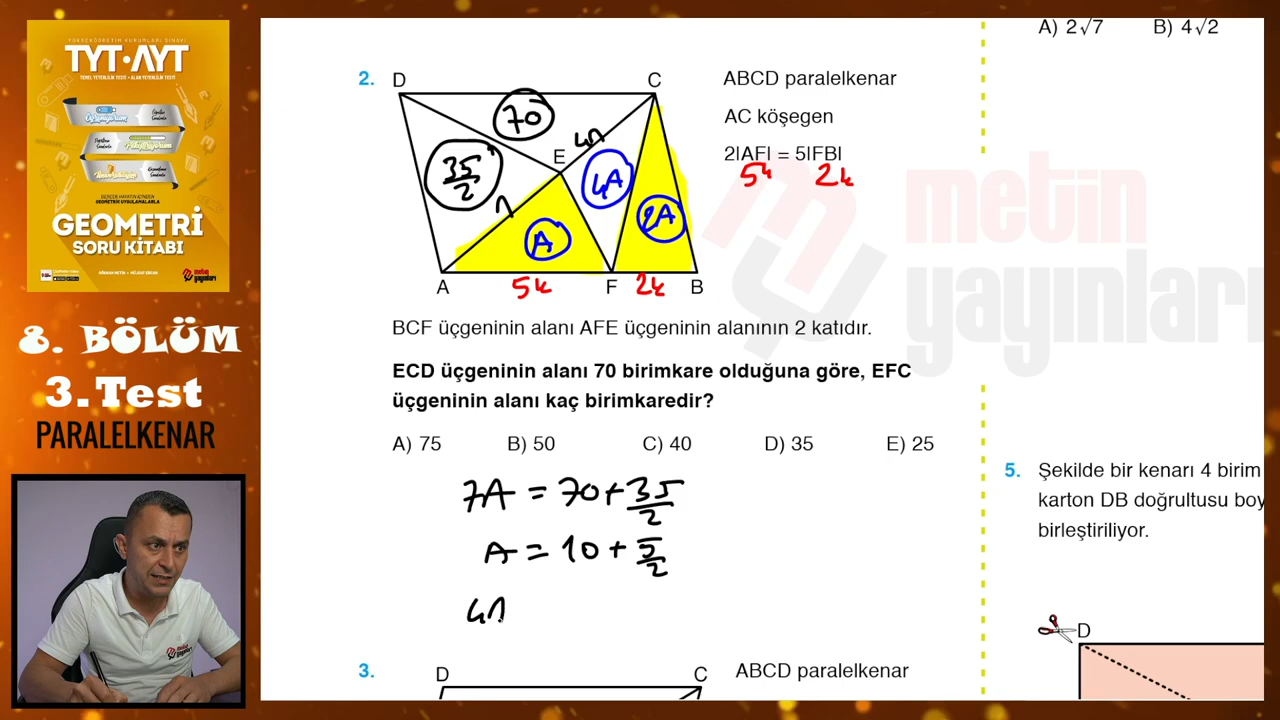 YÜKSEKÖĞRETİM KURUMLARI SINAVI
TYT•AYT
TEMEL YETERLİLİK TESTİ • ALAN YETERLİLİK TESTİ
GEOMETRİ
SORU KİTABI
8. BÖLÜM
3.Test
PARALELKENAR
metin yayınları
A) 2√7 B) 4√2
2.
D C
E
A F B
70
35/2
4n
n
4A
A
2A
5k 2k
ABCD paralelkenar
AC köşegen
2|AF| = 5|FB|
5k 2k
BCF üçgeninin alanı AFE üçgeninin alanının 2 katıdır.
ECD üçgeninin alanı 70 birimkare olduğuna göre, EFC
üçgeninin alanı kaç birimkaredir?
A) 75 B) 50 C) 40 D) 35 E) 25
7A = 70 + 35/2
A = 10 + 5/2
3.
D C
ABCD paralelkenar
5. Şekilde bir kenarı 4 birim
karton DB doğrultusu boy
birleştiriliyor.
D